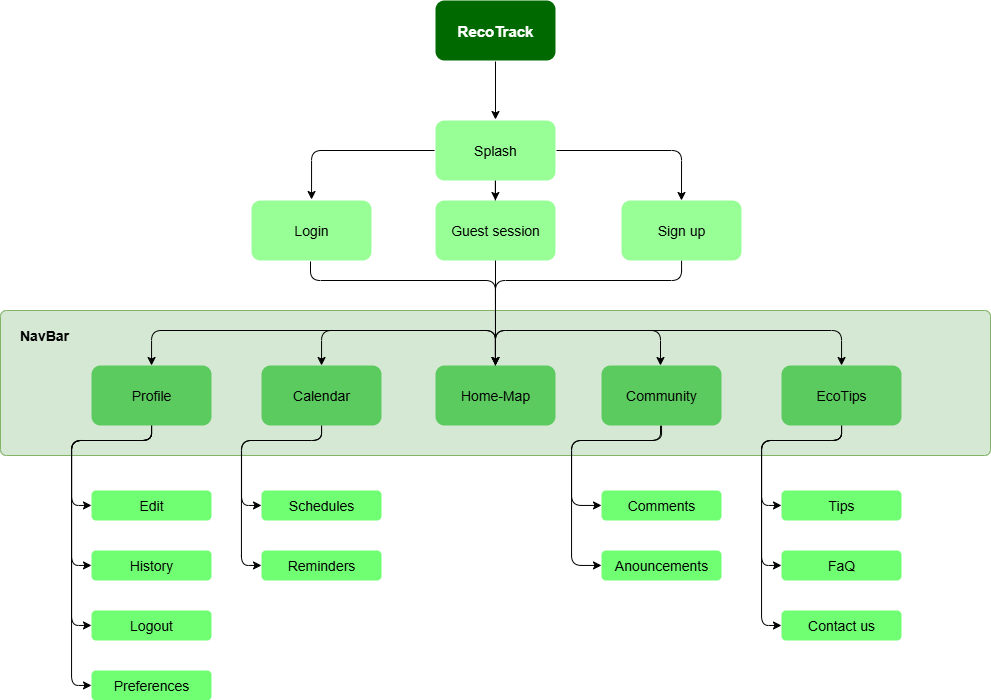 RecoTrack
Splash
Login
Guest session
Sign up
NavBar
Profile
Calendar
Home-Map
Community
EcoTips
Edit
Schedules
Comments
Tips
History
Reminders
Anouncements
FaQ
Logout
Contact us
Preferences